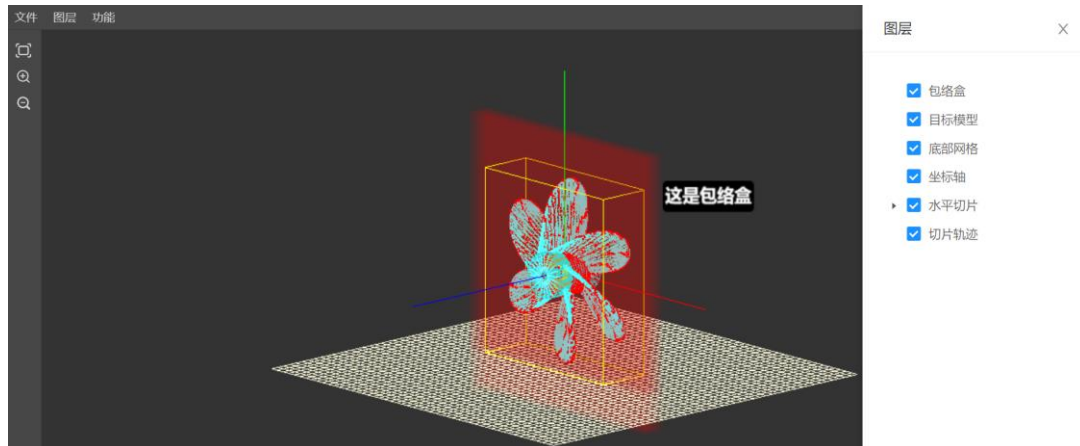 文件 图层 功能
图层
包络盒
目标模型
底部网格
坐标轴
水平切片
切片轨迹
这是包络盒